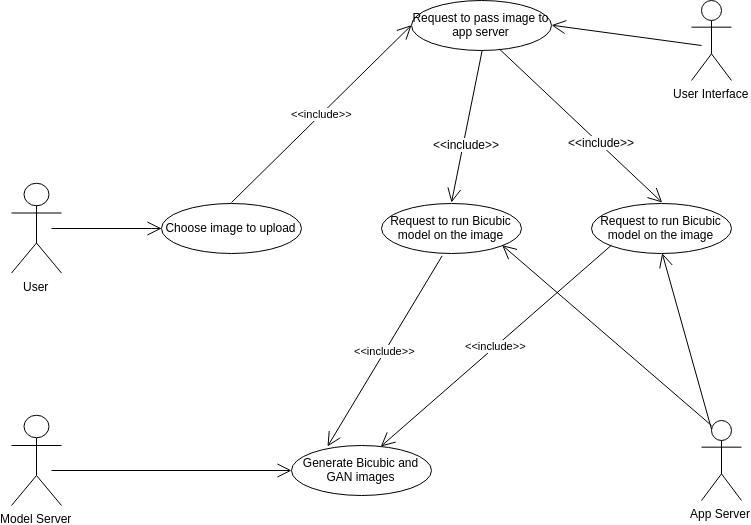 Request to pass image to
app server
User Interface
<<include>>
<<include>>
<<include>>
Choose image to upload
Request to run Bicubic
model on the image
Request to run Bicubic
model on the image
User
<<include>>
<<include>>
Generate Bicubic and
GAN images
Model Server
App Server